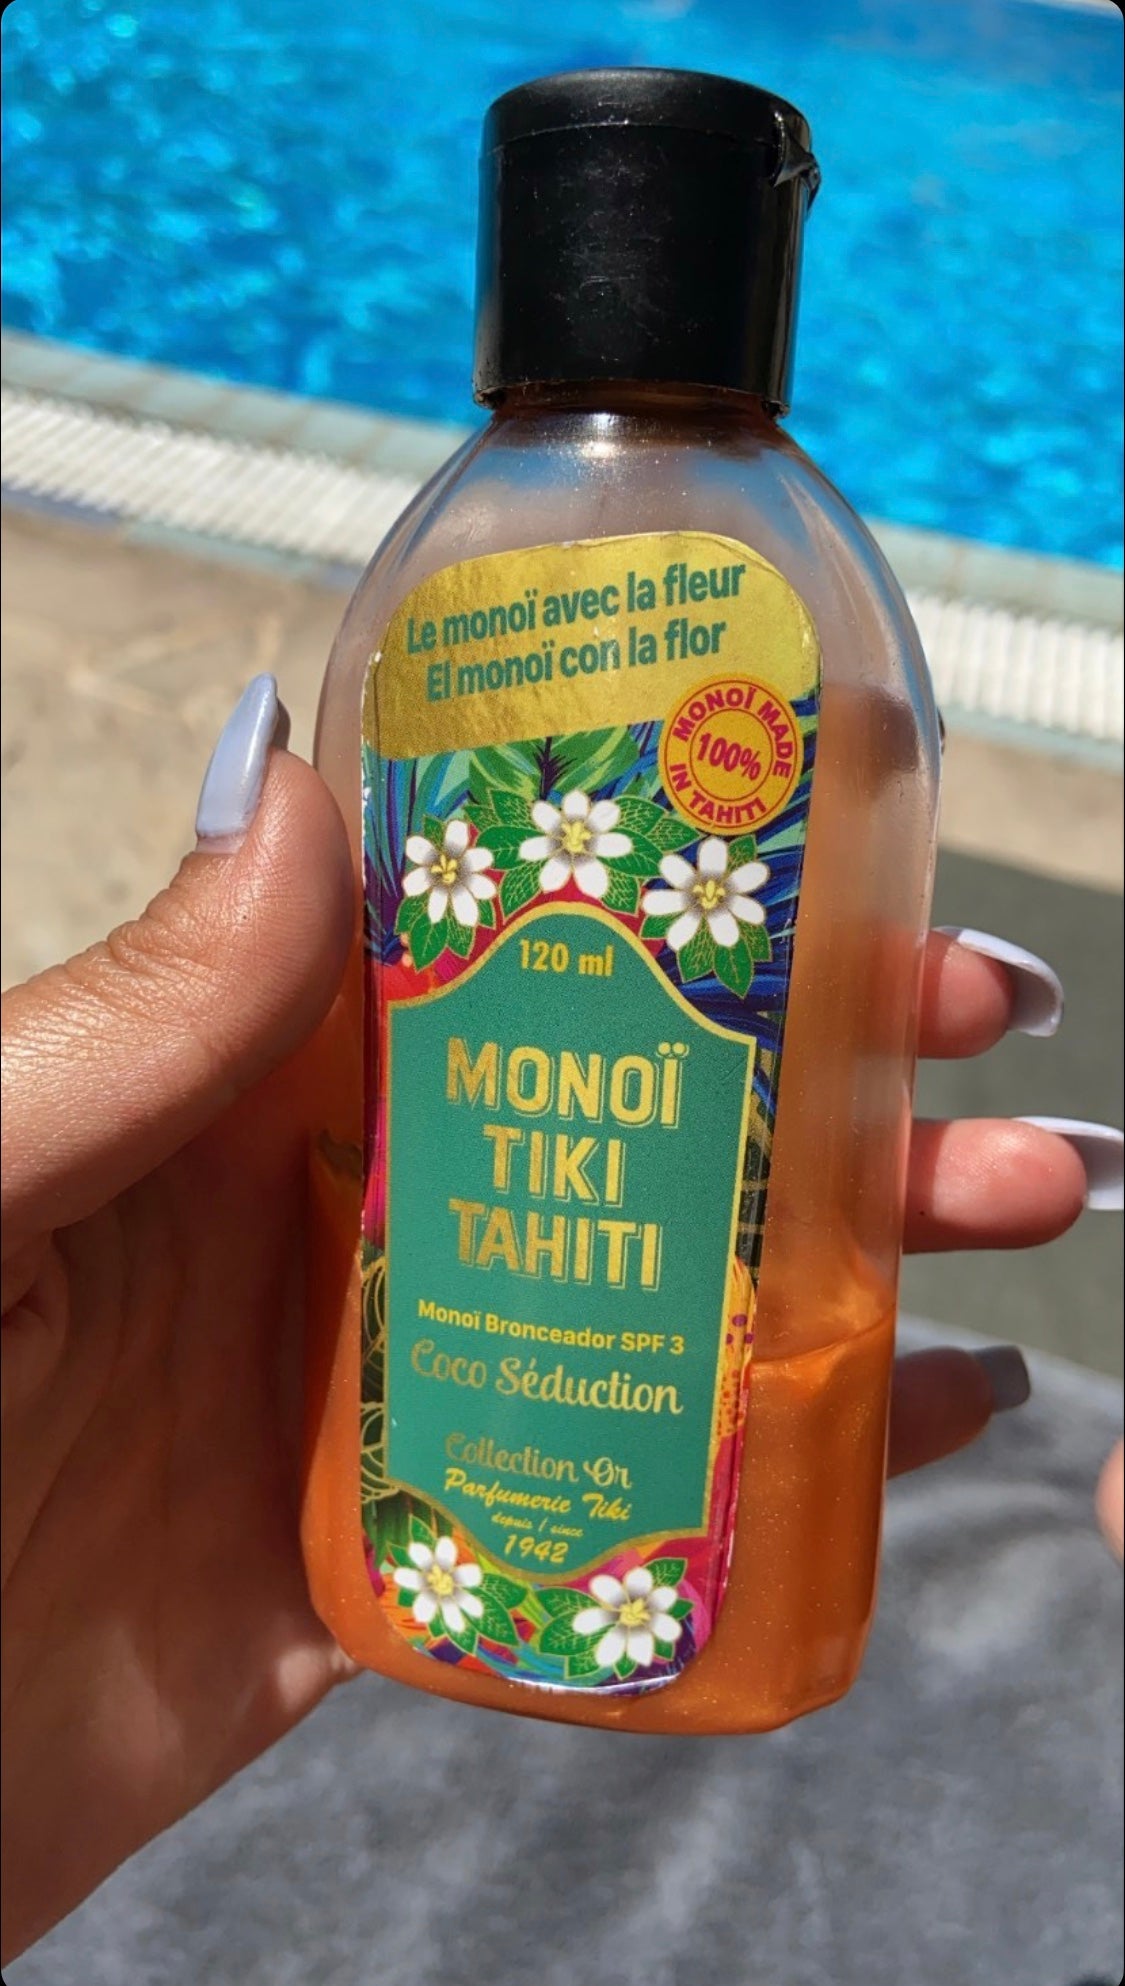 Le monoï avec la fleur
El monoï con la flor
MONOÏ MADE
100%
IN TAHITI
120 ml
MONOÏ
TIKI
TAHITI
Monoï Bronceador SPF 3
Coco Séduction
Collection Or
Parfumerie Tiki
depuis / since
1942